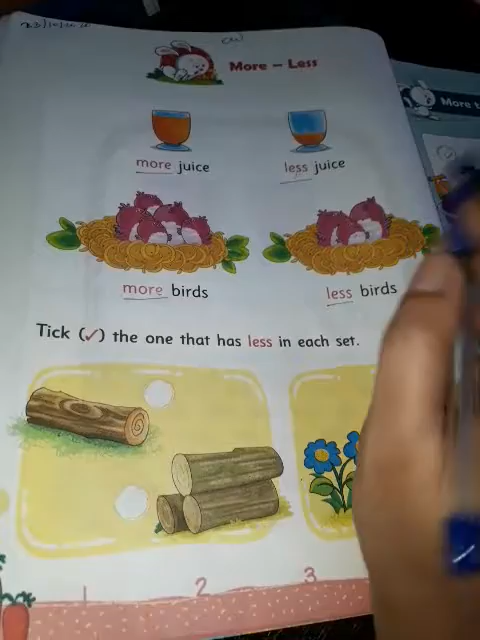 More – Less
More t
more juice
less juice
more birds
less birds
Tick (✓) the one that has less in each set.
1 2 3